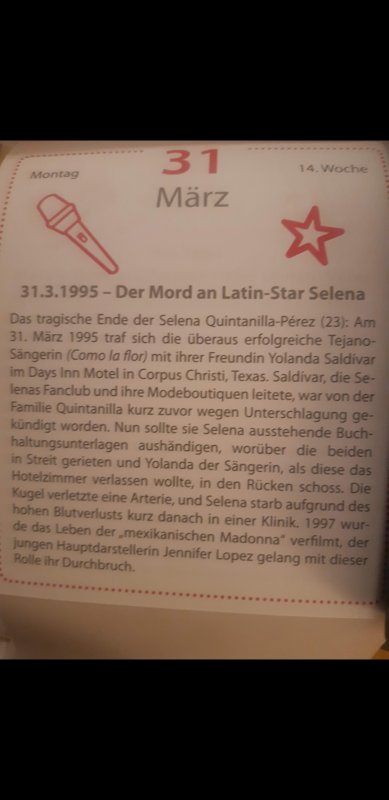 Montag
31
14. Woche
März
31.3.1995 – Der Mord an Latin-Star Selena
Das tragische Ende der Selena Quintanilla-Pérez (23): Am
31. März 1995 traf sich die überaus erfolgreiche Tejano-
Sängerin (Como la flor) mit ihrer Freundin Yolanda Saldívar
im Days Inn Motel in Corpus Christi, Texas. Saldívar, die Se-
lenas Fanclub und ihre Modeboutiquen leitete, war von der
Familie Quintanilla kurz zuvor wegen Unterschlagung ge-
kündigt worden. Nun sollte sie Selena ausstehende Buch-
haltungsunterlagen aushändigen, worüber die beiden
in Streit gerieten und Yolanda der Sängerin, als diese das
Hotelzimmer verlassen wollte, in den Rücken schoss. Die
Kugel verletzte eine Arterie, und Selena starb aufgrund des
hohen Blutverlusts kurz danach in einer Klinik. 1997 wur-
de das Leben der „mexikanischen Madonna“ verfilmt, der
jungen Hauptdarstellerin Jennifer Lopez gelang mit dieser
Rolle ihr Durchbruch.